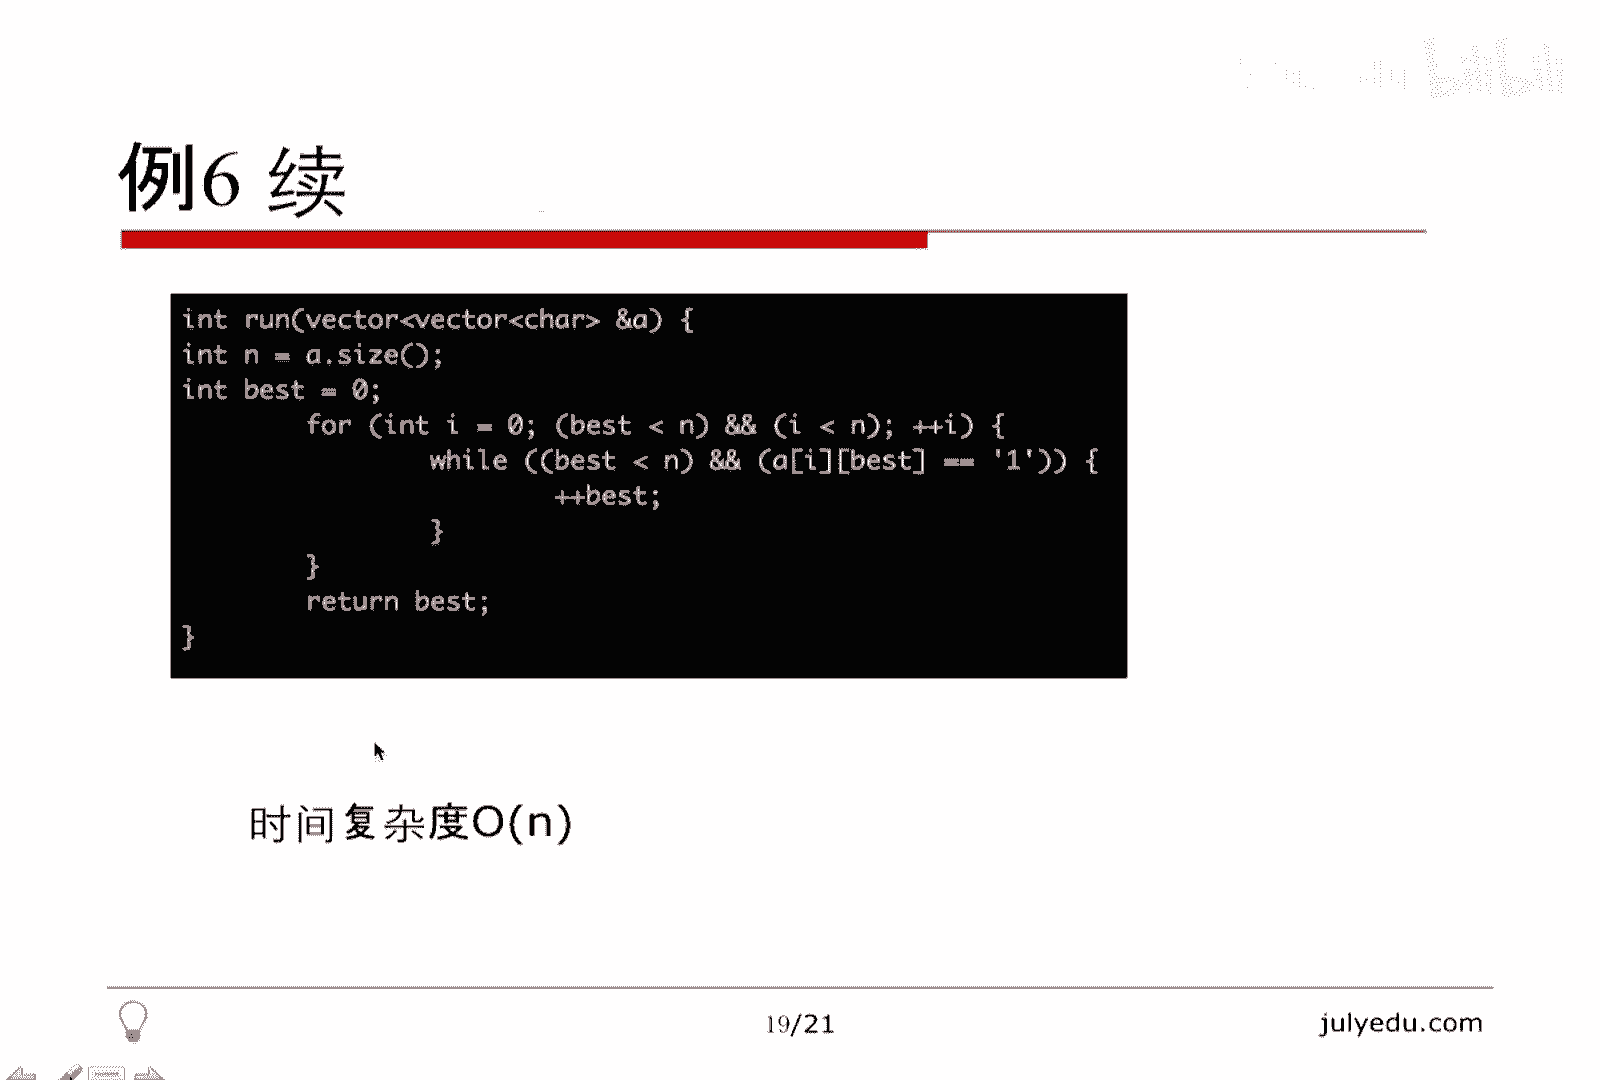 例6 续
int run(vector<vector<char> &a) {
int n = a.size();
int best = 0;
for (int i = 0; (best < n) && (i < n); ++i) {
while ((best < n) && (a[i][best] == '1')) {
++best;
}
}
return best;
}
时间复杂度O(n)
19/21
julyedu.com
bilibili